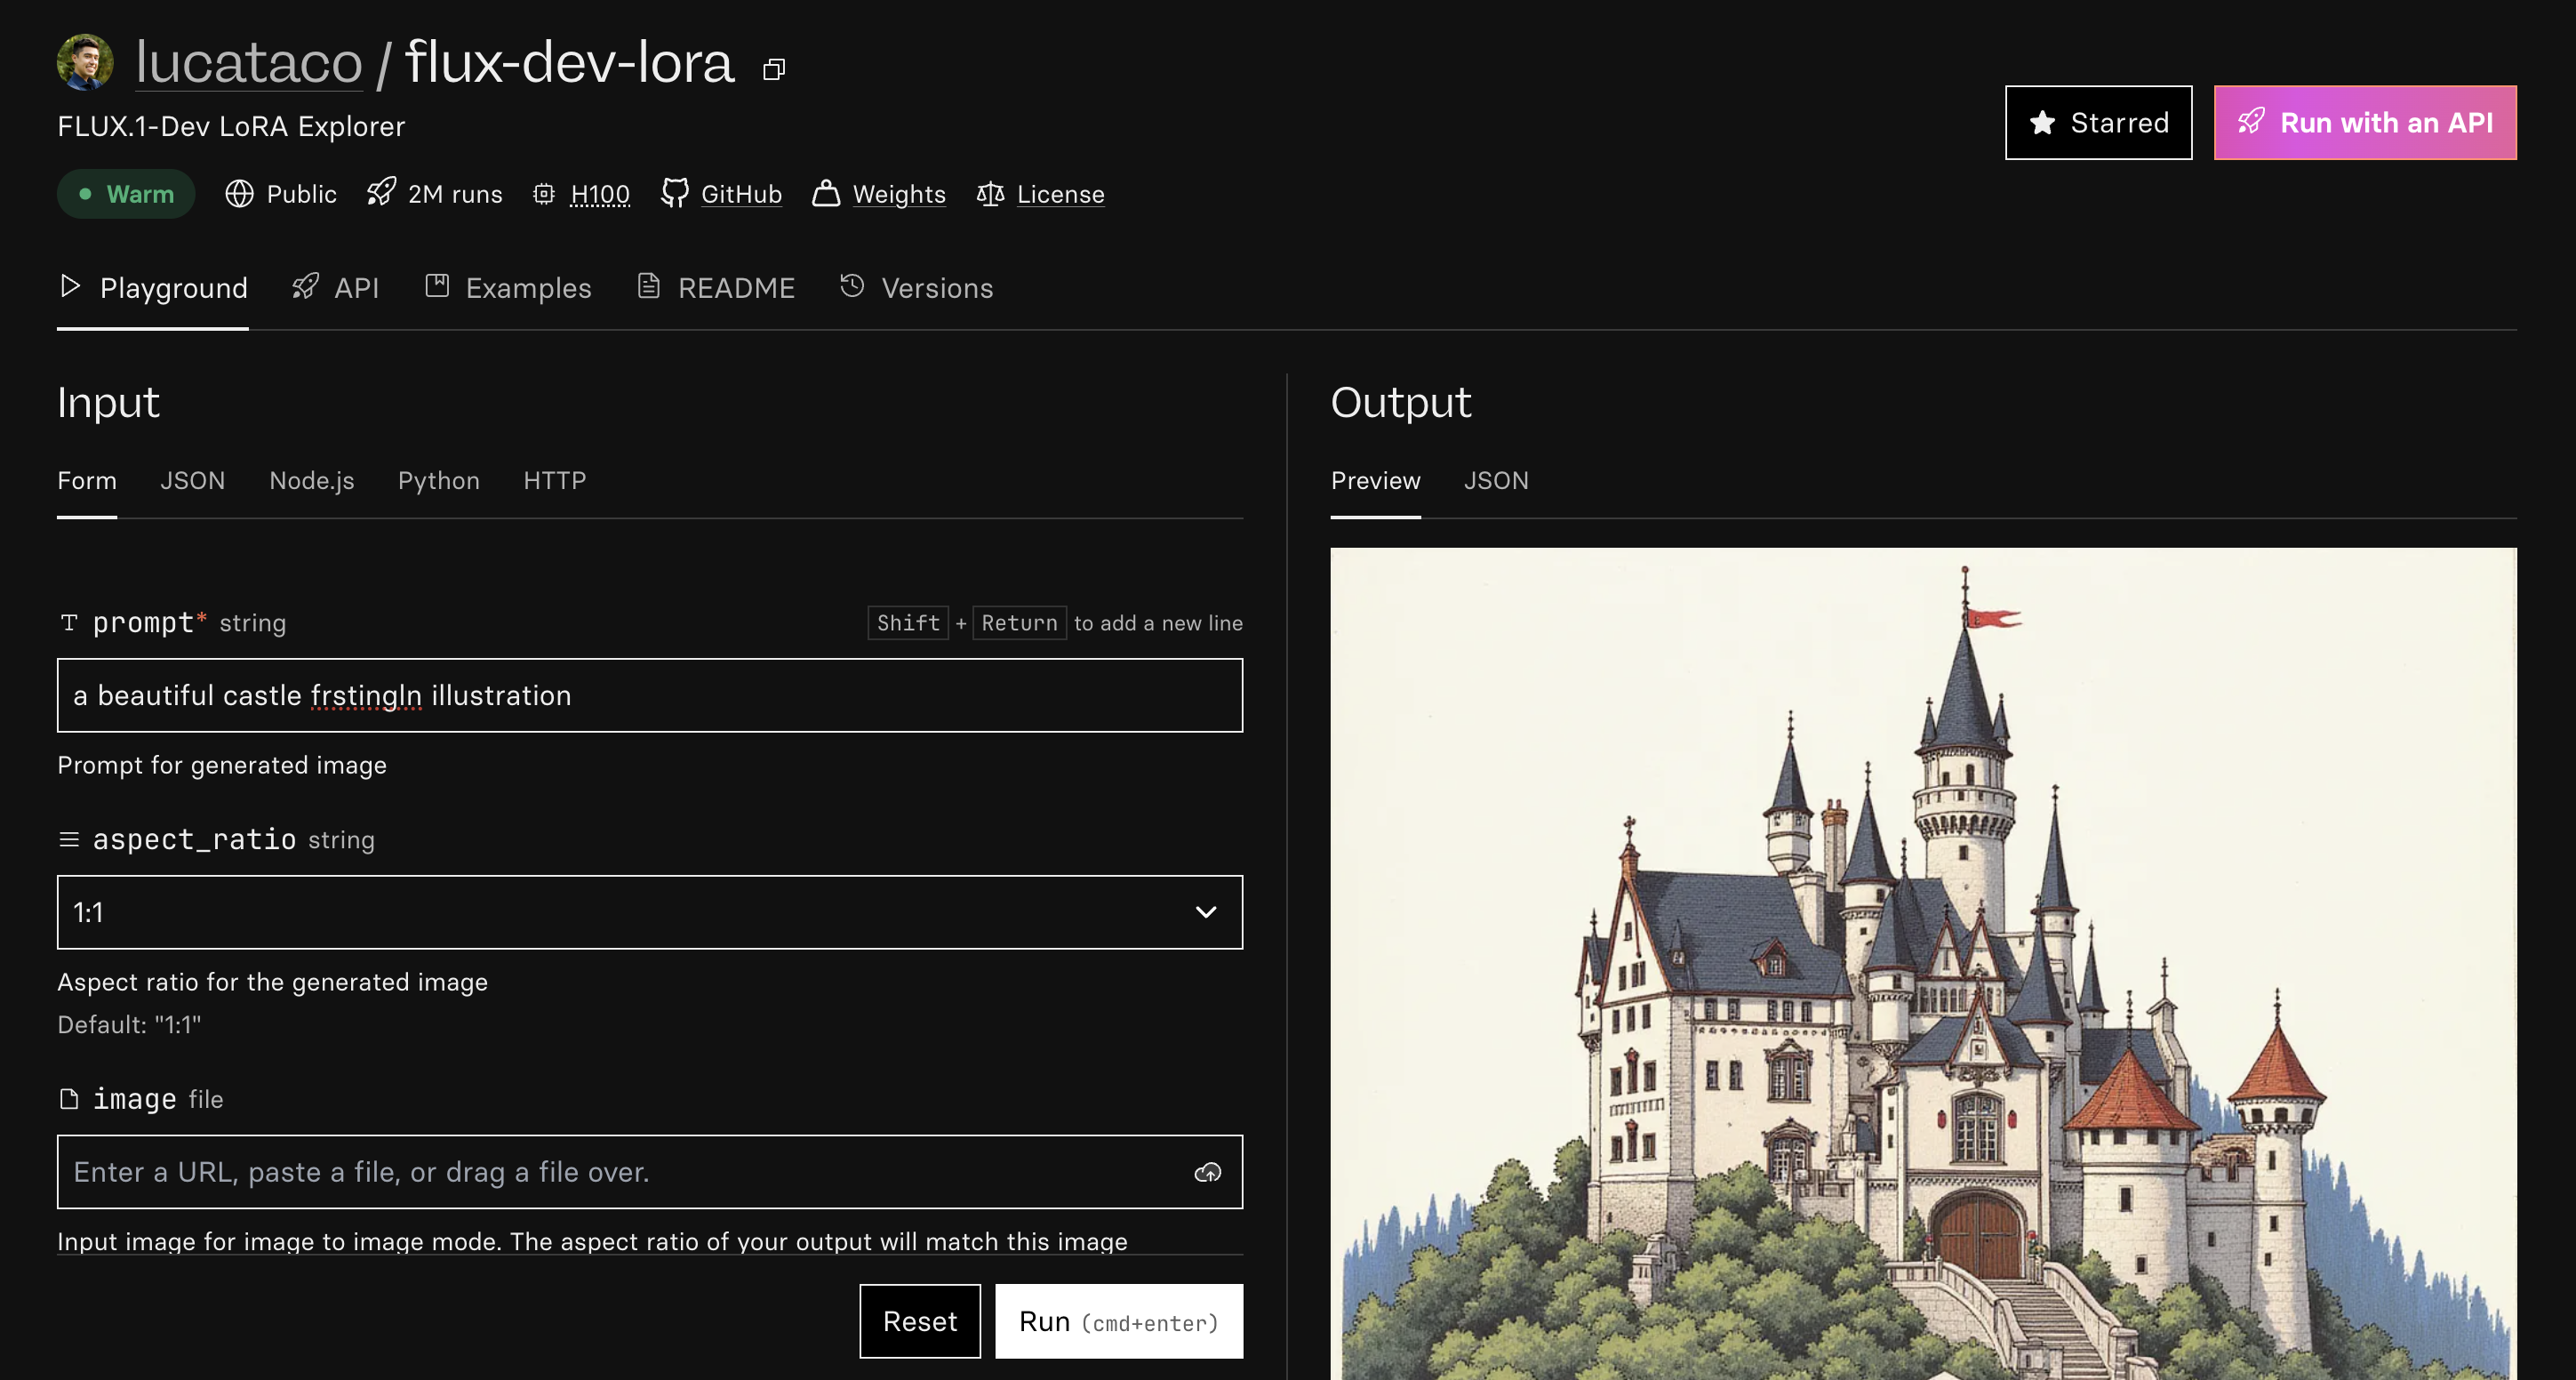 lucataco / flux-dev-lora
FLUX.1-Dev LoRA Explorer
Starred
Run with an API
Warm Public 2M runs H100 GitHub Weights License
Playground API Examples README Versions
Input
Form JSON Node.js Python HTTP
prompt* string Shift + Return to add a new line
a beautiful castle frstingln illustration
Prompt for generated image
aspect_ratio string
1:1
Aspect ratio for the generated image
Default: "1:1"
image file
Enter a URL, paste a file, or drag a file over.
Input image for image to image mode. The aspect ratio of your output will match this image
Reset Run (cmd+enter)
Output
Preview JSON